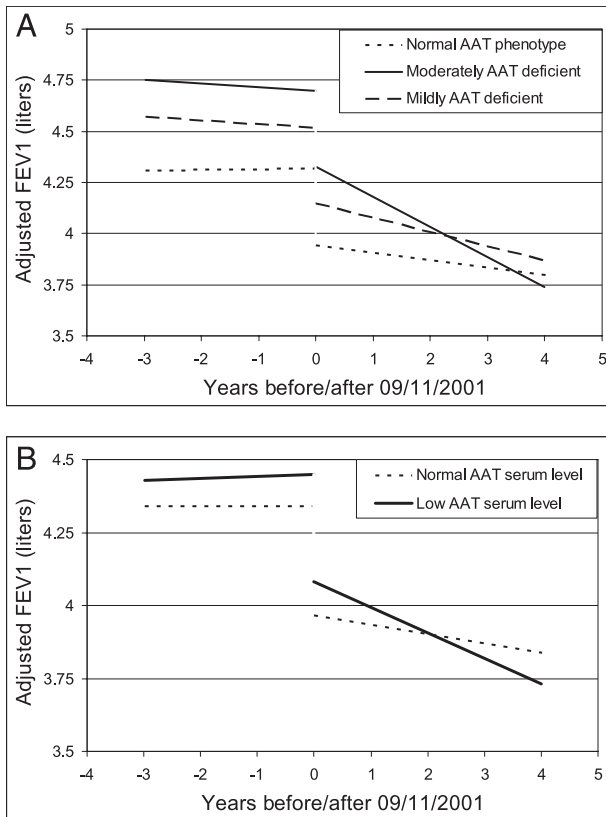 A
Adjusted FEV1 (liters)
5
4.75
4.5
4.25
4
3.75
3.5
Normal AAT phenotype
Moderately AAT deficient
Mildly AAT deficient
-4 -3 -2 -1 0 1 2 3 4 5
Years before/after 09/11/2001
B
Adjusted FEV1 (liters)
4.5
4.25
4
3.75
3.5
Normal AAT serum level
Low AAT serum level
-4 -3 -2 -1 0 1 2 3 4 5
Years before/after 09/11/2001